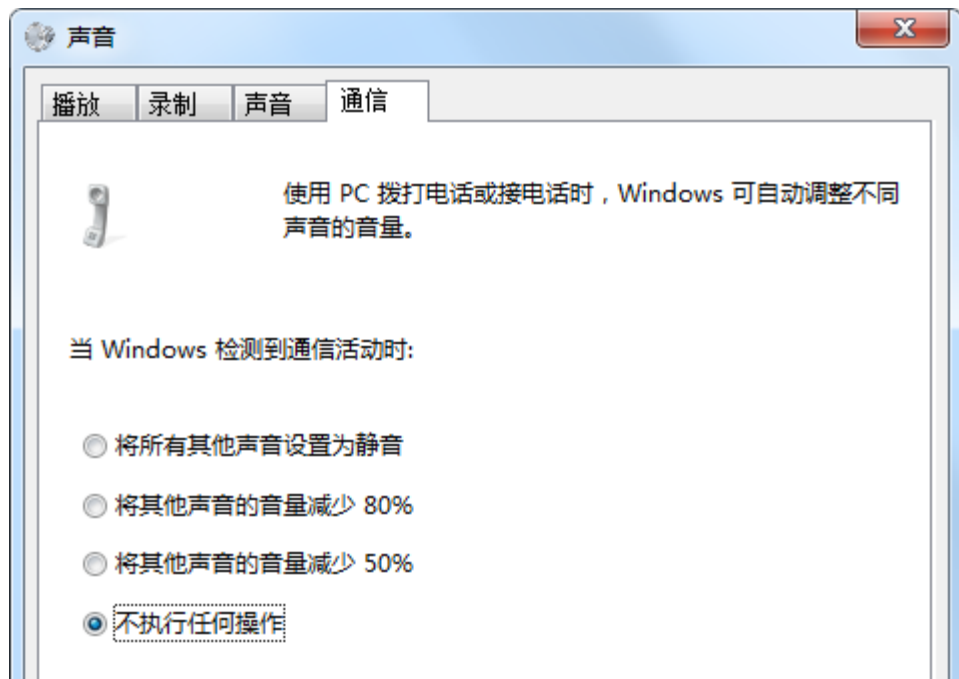 声音
播放 录制 声音 通信
使用 PC 拨打电话或接电话时，Windows 可自动调整不同
声音的音量。
当 Windows 检测到通信活动时:
将所有其他声音设置为静音
将其他声音的音量减少 80%
将其他声音的音量减少 50%
不执行任何操作